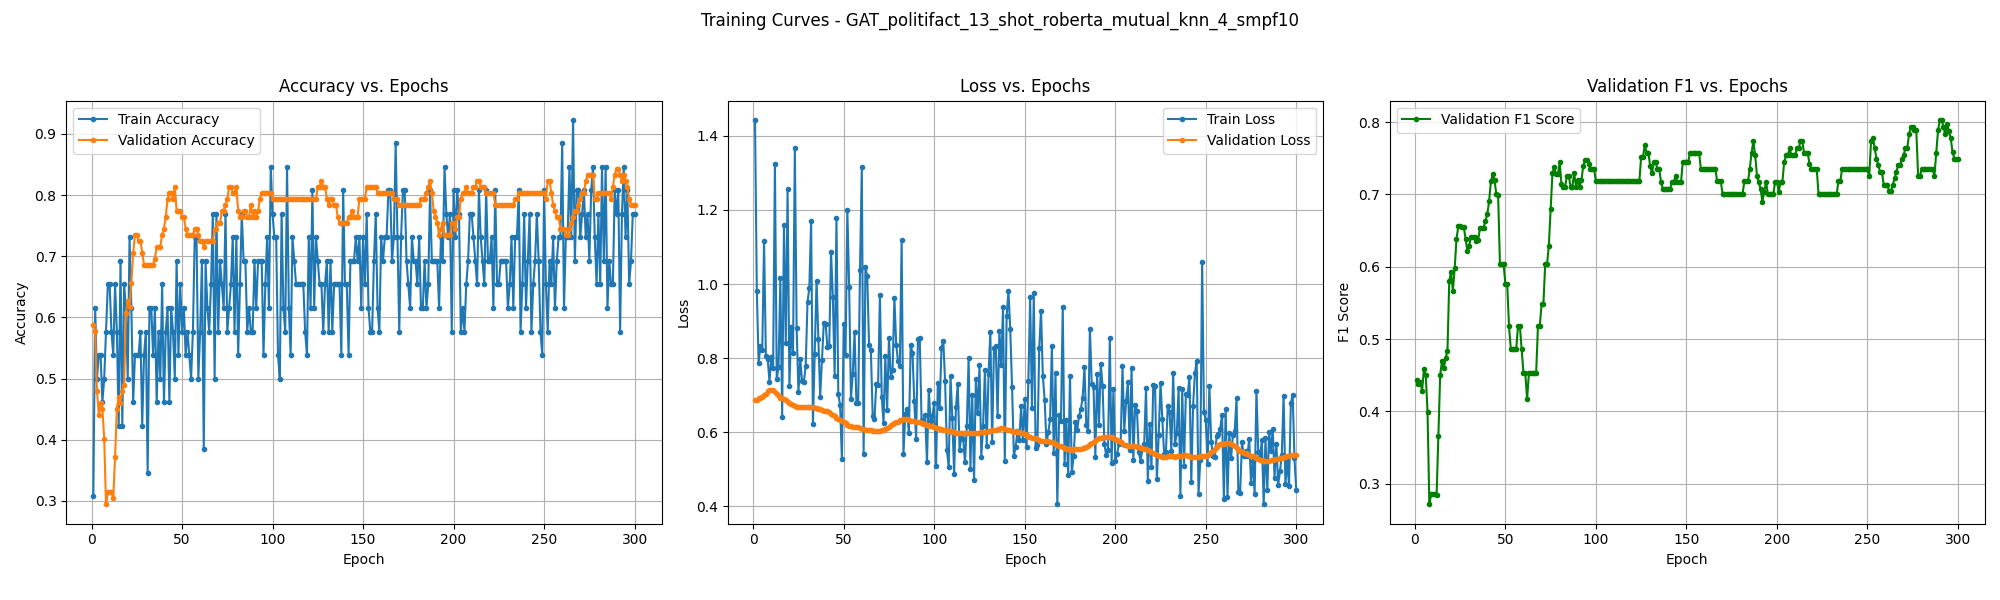 Training Curves - GAT_politifact_13_shot_roberta_mutual_knn_4_smpf10
Accuracy vs. Epochs
Train Accuracy
Validation Accuracy
Accuracy
0.9
0.8
0.7
0.6
0.5
0.4
0.3
0 50 100 150 200 250 300
Epoch
Loss vs. Epochs
Train Loss
Validation Loss
Loss
1.4
1.2
1.0
0.8
0.6
0.4
0 50 100 150 200 250 300
Epoch
Validation F1 vs. Epochs
Validation F1 Score
F1 Score
0.8
0.7
0.6
0.5
0.4
0.3
0 50 100 150 200 250 300
Epoch